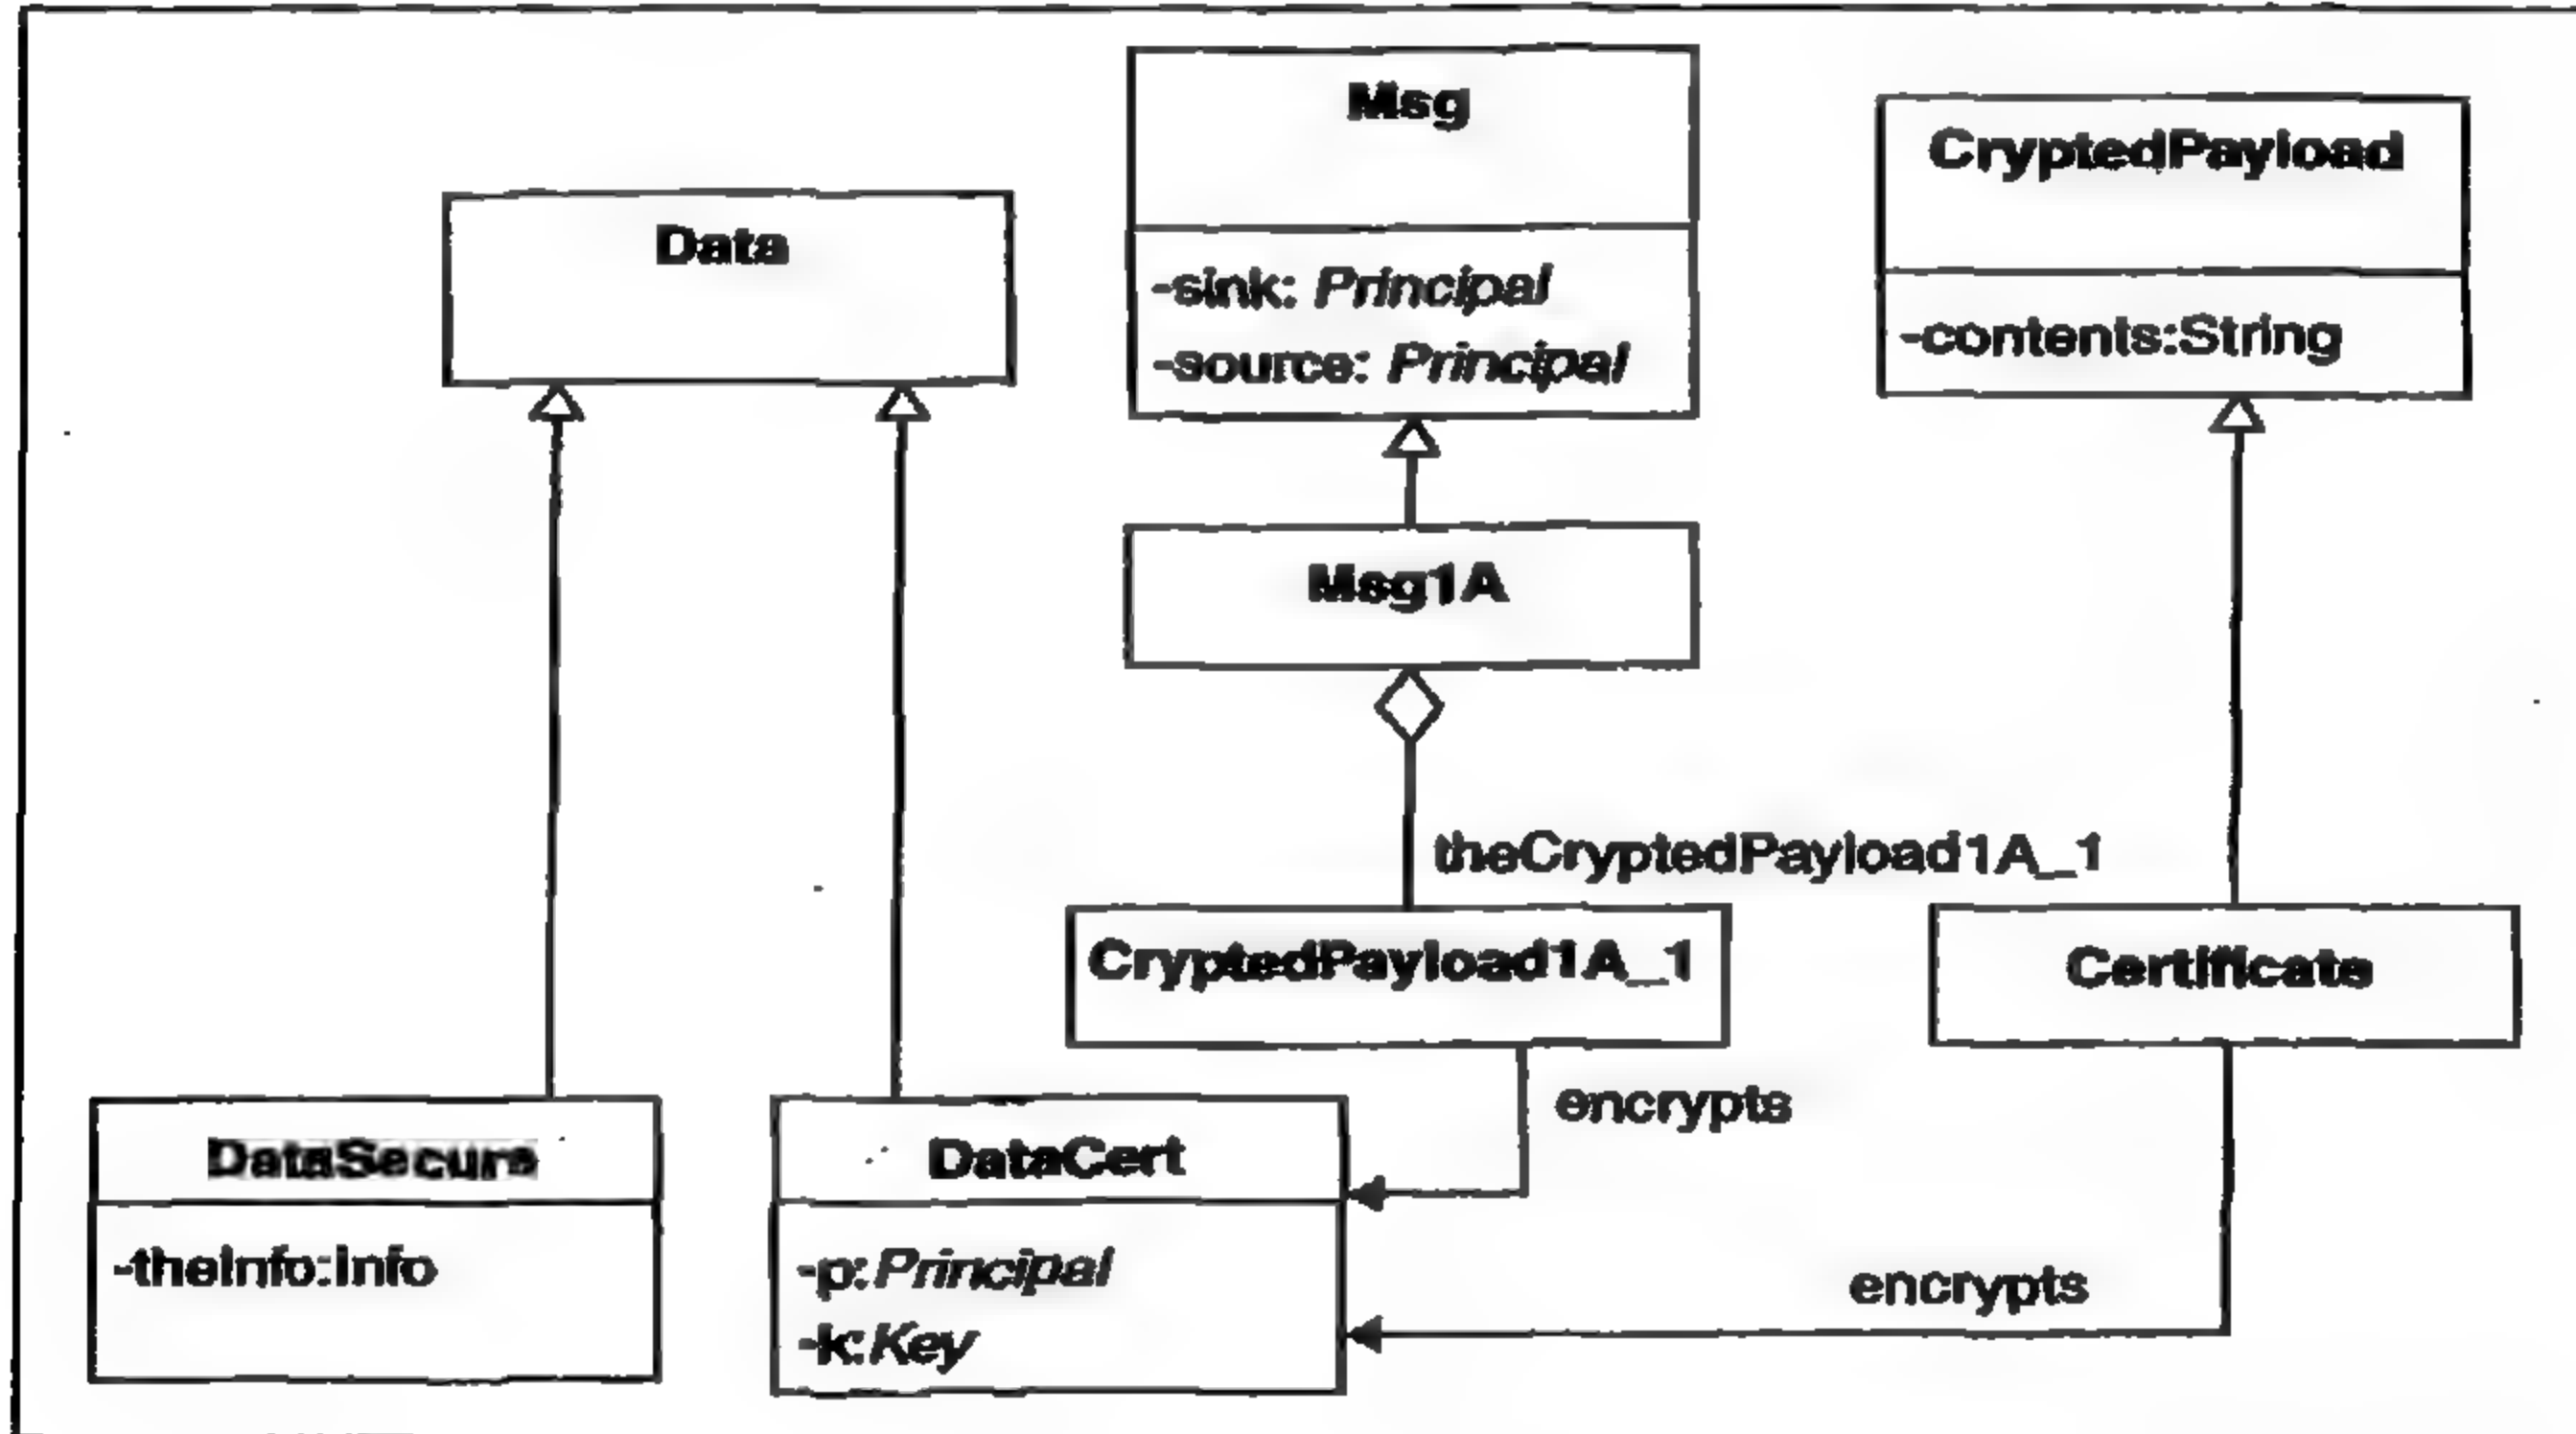 Msg
-sink: Principal
-source: Principal
CryptedPayload
-contents:String
Data
Msg1A
theCryptedPayload1A_1
CryptedPayload1A_1
Certificate
encrypts
DataSecure
-theInfo:Info
DataCert
-p:Principal
-k:Key
encrypts